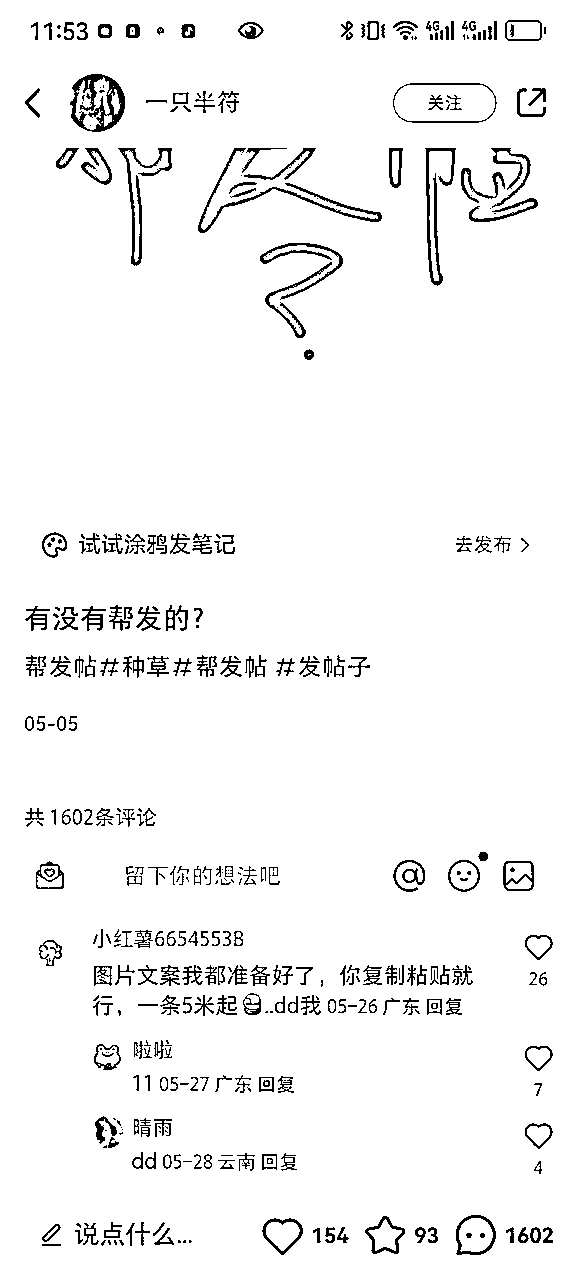 11:53
4G 4G
一只半符
关注
帮发帖
?
试试涂鸦发笔记
去发布
有没有帮发的?
帮发帖#种草#帮发帖 #发帖子
05-05
共 1602条评论
留下你的想法吧
小红薯66545538
图片文案我都准备好了，你复制粘贴就
26
行，一条5米起..dd我 05-26 广东 回复
啦啦
11 05-27 广东 回复
7
晴雨
dd 05-28 云南 回复
4
说点什么...
154
93
1602